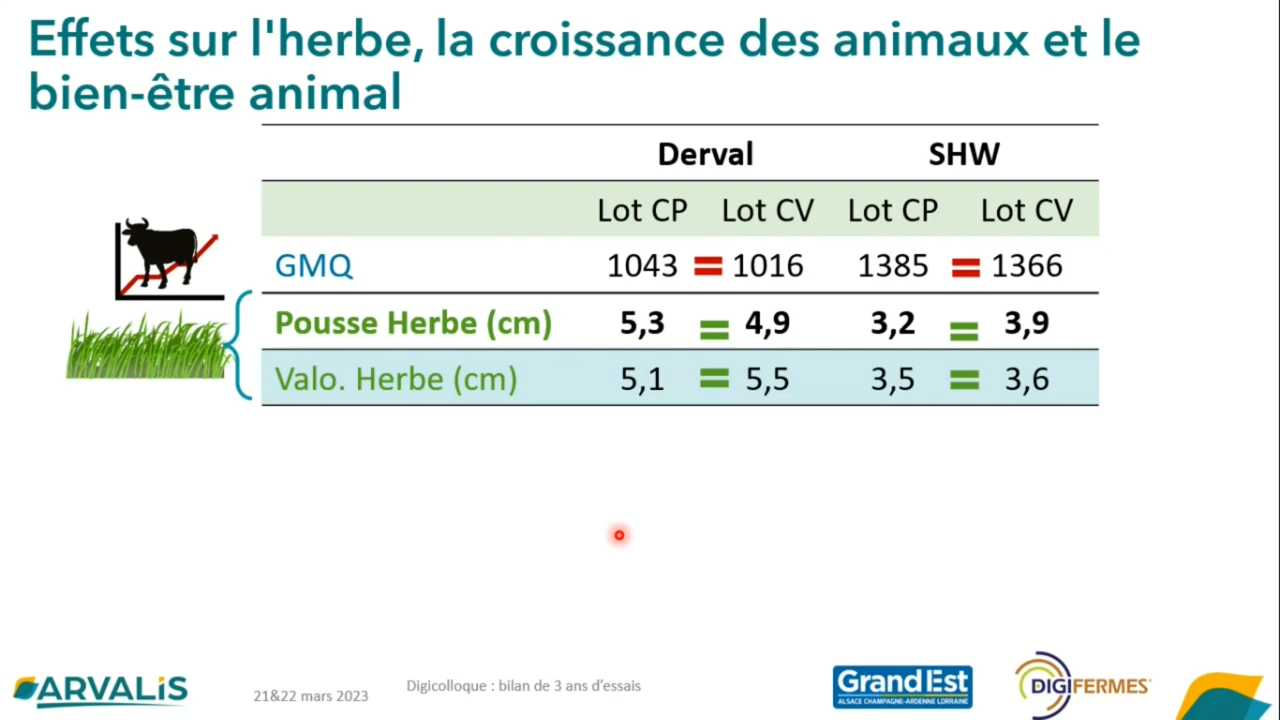 Effets sur l'herbe, la croissance des animaux et le
bien-être animal
Derval SHW
Lot CP Lot CV Lot CP Lot CV
GMQ 1043 = 1016 1385 = 1366
Pousse Herbe (cm) 5,3 = 4,9 3,2 = 3,9
Valo. Herbe (cm) 5,1 = 5,5 3,5 = 3,6
ARVALIS
21&22 mars 2023
Digicolloque : bilan de 3 ans d'essais
Grand Est
ALSACE CHAMPAGNE-ARDENNE LORRAINE
DIGIFERMES